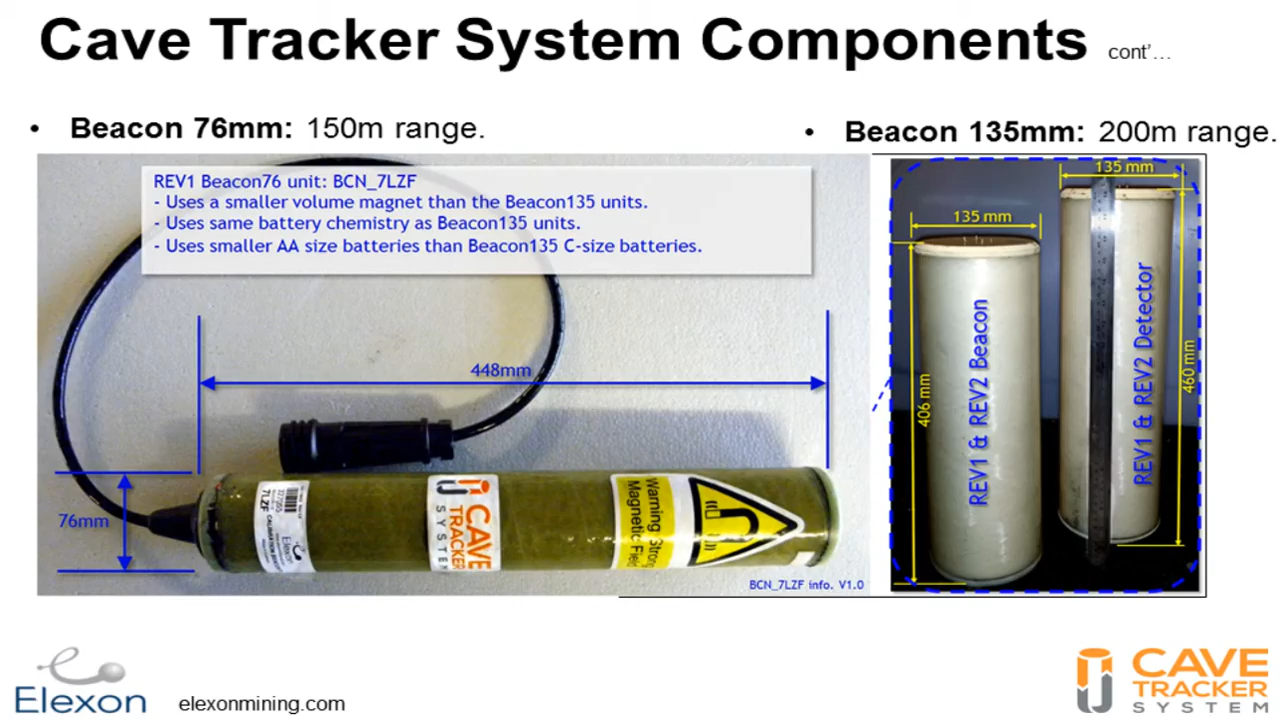 Cave Tracker System Components cont'...
• Beacon 76mm: 150m range.
• Beacon 135mm: 200m range.
REV1 Beacon76 unit: BCN_7LZF
- Uses a smaller volume magnet than the Beacon135 units.
- Uses same battery chemistry as Beacon135 units.
- Uses smaller AA size batteries than Beacon135 C-size batteries.
448mm
76mm
7LZF
Elexon
CAVE
TRACKER
SYSTEM
Warning Strong
Magnetic Field
BCN_7LZF info. V1.0
135 mm
135 mm
406 mm
REV1 & REV2 Beacon
REV1 & REV2 Detector
460 mm
Elexon
elexonmining.com
CAVE
TRACKER
SYSTEM